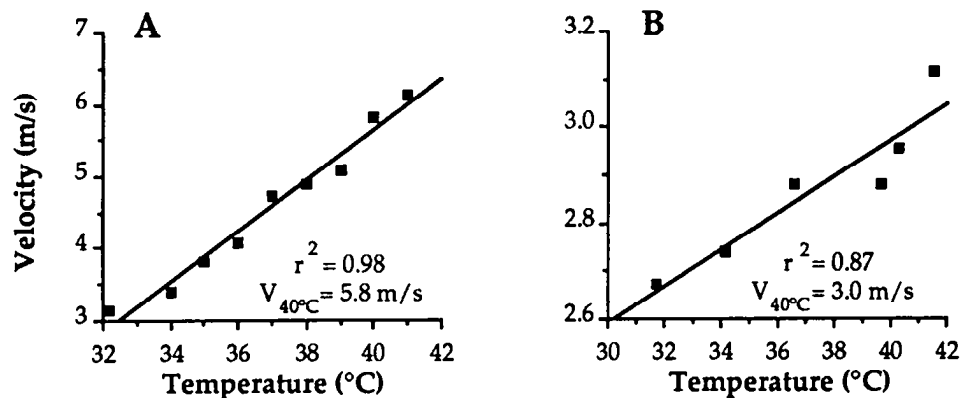 A
Velocity (m/s)
7
6
5
4
3
r² = 0.98
V40°C = 5.8 m/s
32 34 36 38 40 42
Temperature (°C)
B
3.2
3.0
2.8
2.6
r² = 0.87
V40°C = 3.0 m/s
30 32 34 36 38 40 42
Temperature (°C)